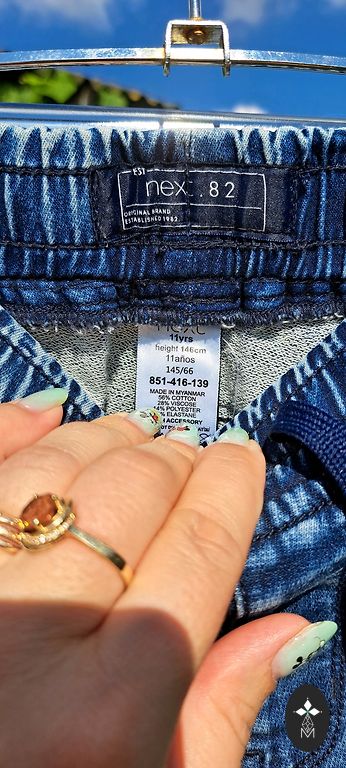 EST
next. 82
ORIGINAL BRAND
ESTABLISHED 1982
next
11yrs
height 146cm
11años
145/66
851-416-139
MADE IN MYANMAR
56% COTTON
28% VISCOSE
14% POLYESTER
% ELASTANE
M